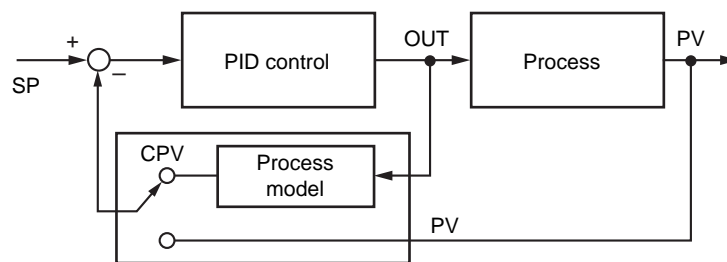 +
–
SP
PID control
OUT
Process
PV
CPV
Process
model
PV